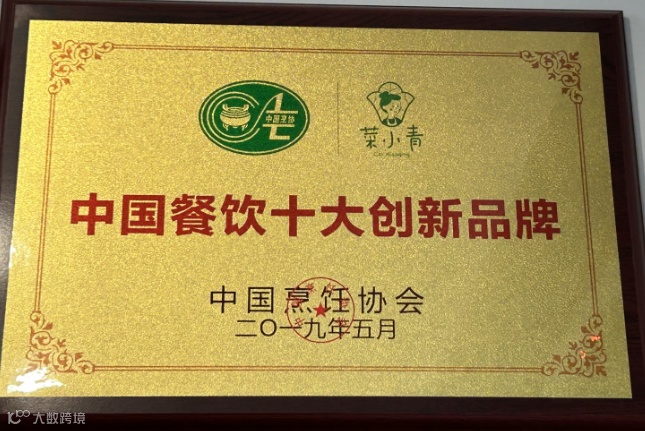 中国烹协
菜小青
Cai Xiaoqing
中国餐饮十大创新品牌
中国烹饪协会
二〇一九年五月
大数跨境